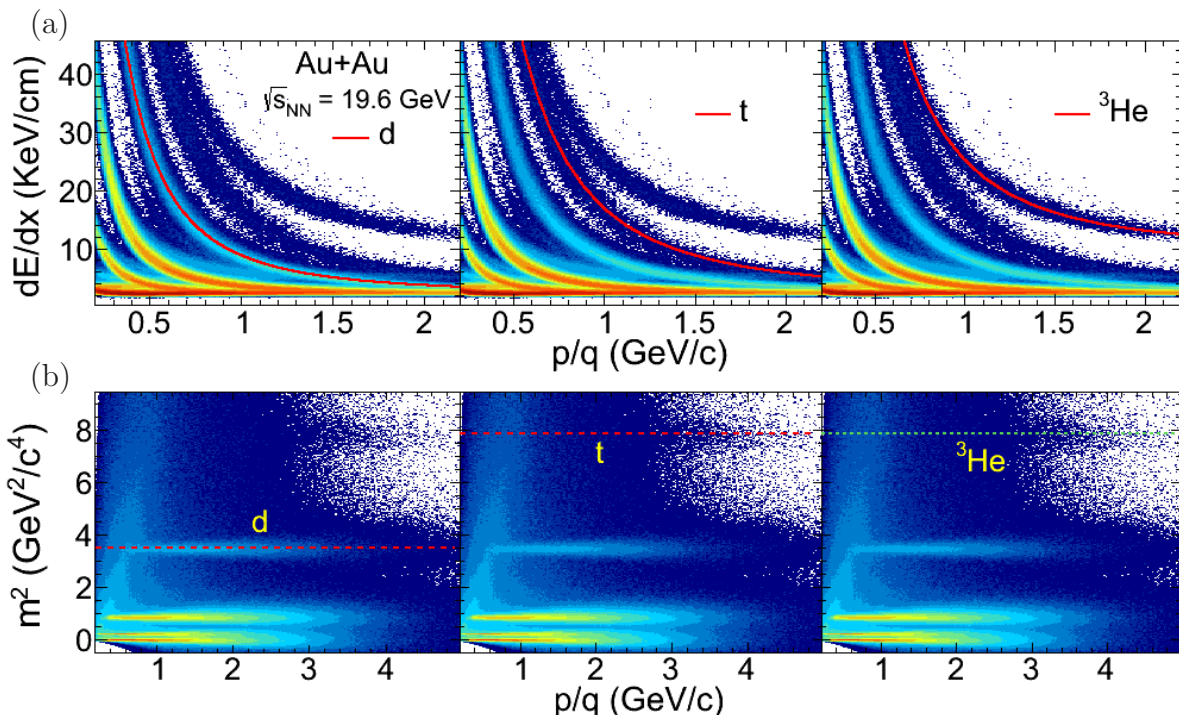 (a)
dE/dx (KeV/cm)
40
30
20
10
Au+Au
√sNN = 19.6 GeV
d
t
³He
0.5 1 1.5 2 0.5 1 1.5 2 0.5 1 1.5 2
p/q (GeV/c)
(b)
m² (GeV²/c⁴)
8
6
4
2
0
d
t
³He
1 2 3 4 1 2 3 4 1 2 3 4
p/q (GeV/c)